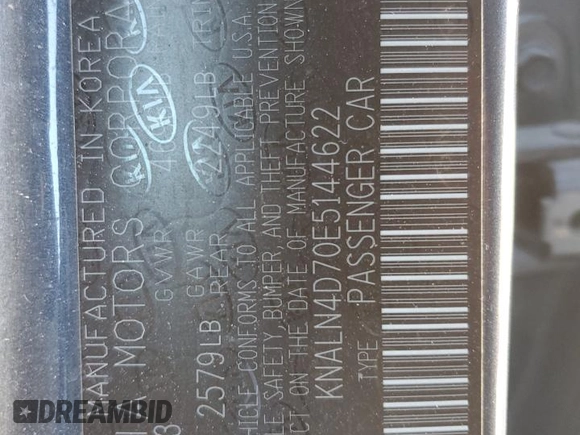 MANUFACTURED IN KOREA
MOTORS CORPORA
GVWR 4
2579LB GAWR REAR 2249LB
HICLE CONFORMS TO ALL APPLICABLE U.S.A.
LE SAFETY, BUMPER AND THEFT PREVENTION
CT ON THE DATE OF MANUFACTURE SHOWN
KNALN4D70E5144622
TYPE: PASSENGER CAR
KIA
DREAMBID